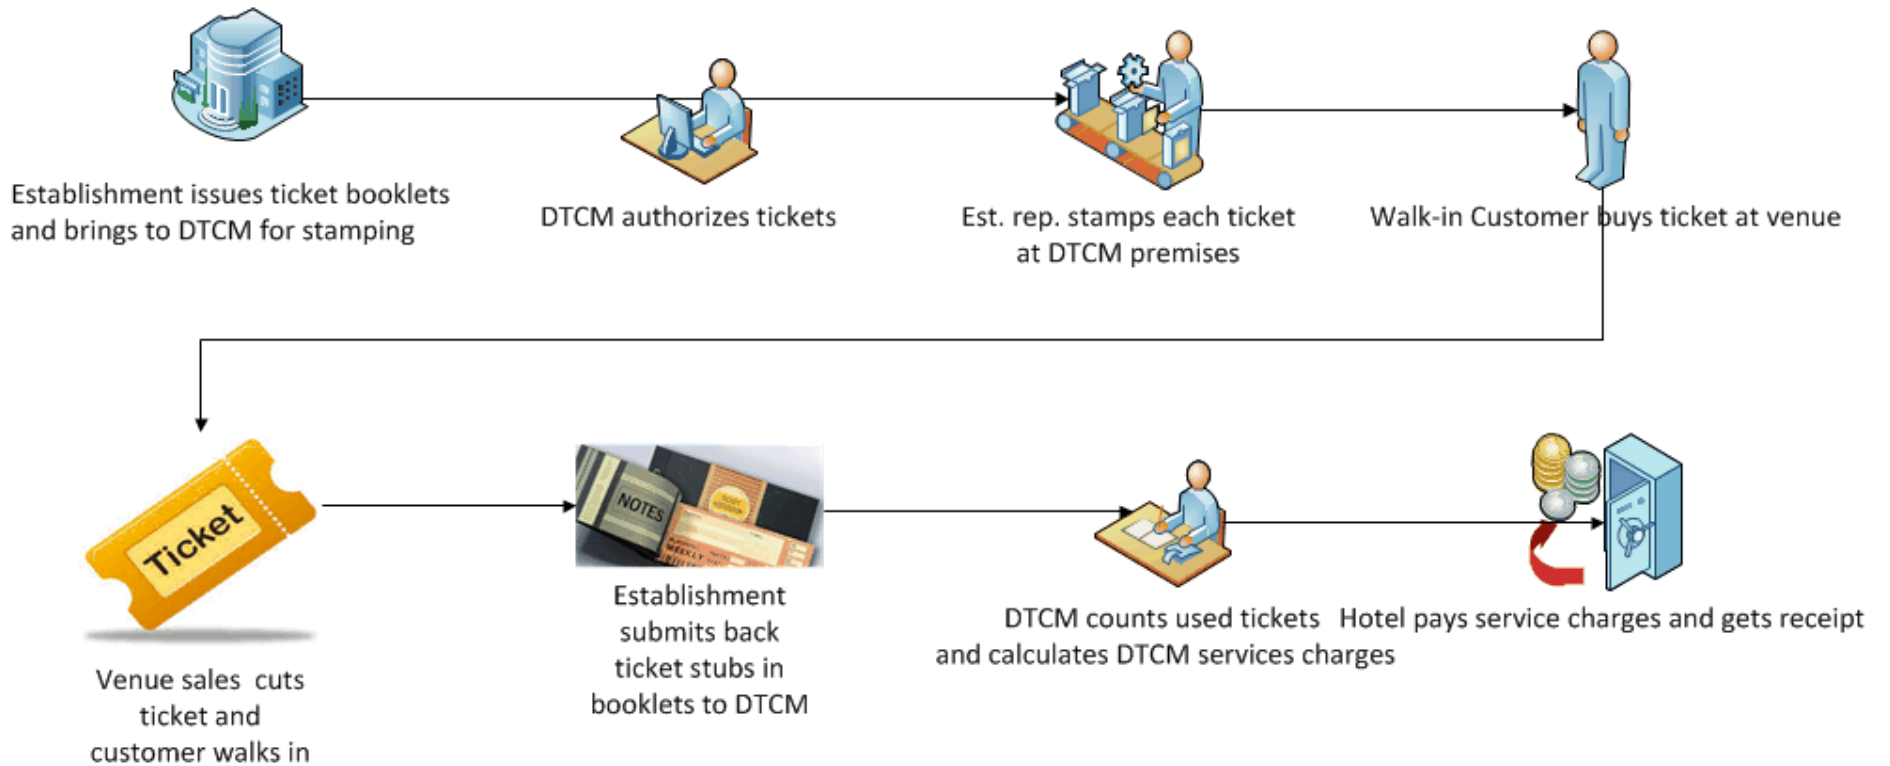 Establishment issues ticket booklets
and brings to DTCM for stamping
DTCM authorizes tickets
Est. rep. stamps each ticket
at DTCM premises
Walk-in Customer buys ticket at venue
Ticket
Venue sales cuts
ticket and
customer walks in
NOTES
WEEKLY
Establishment
submits back
ticket stubs in
booklets to DTCM
DTCM counts used tickets
and calculates DTCM services charges
Hotel pays service charges and gets receipt